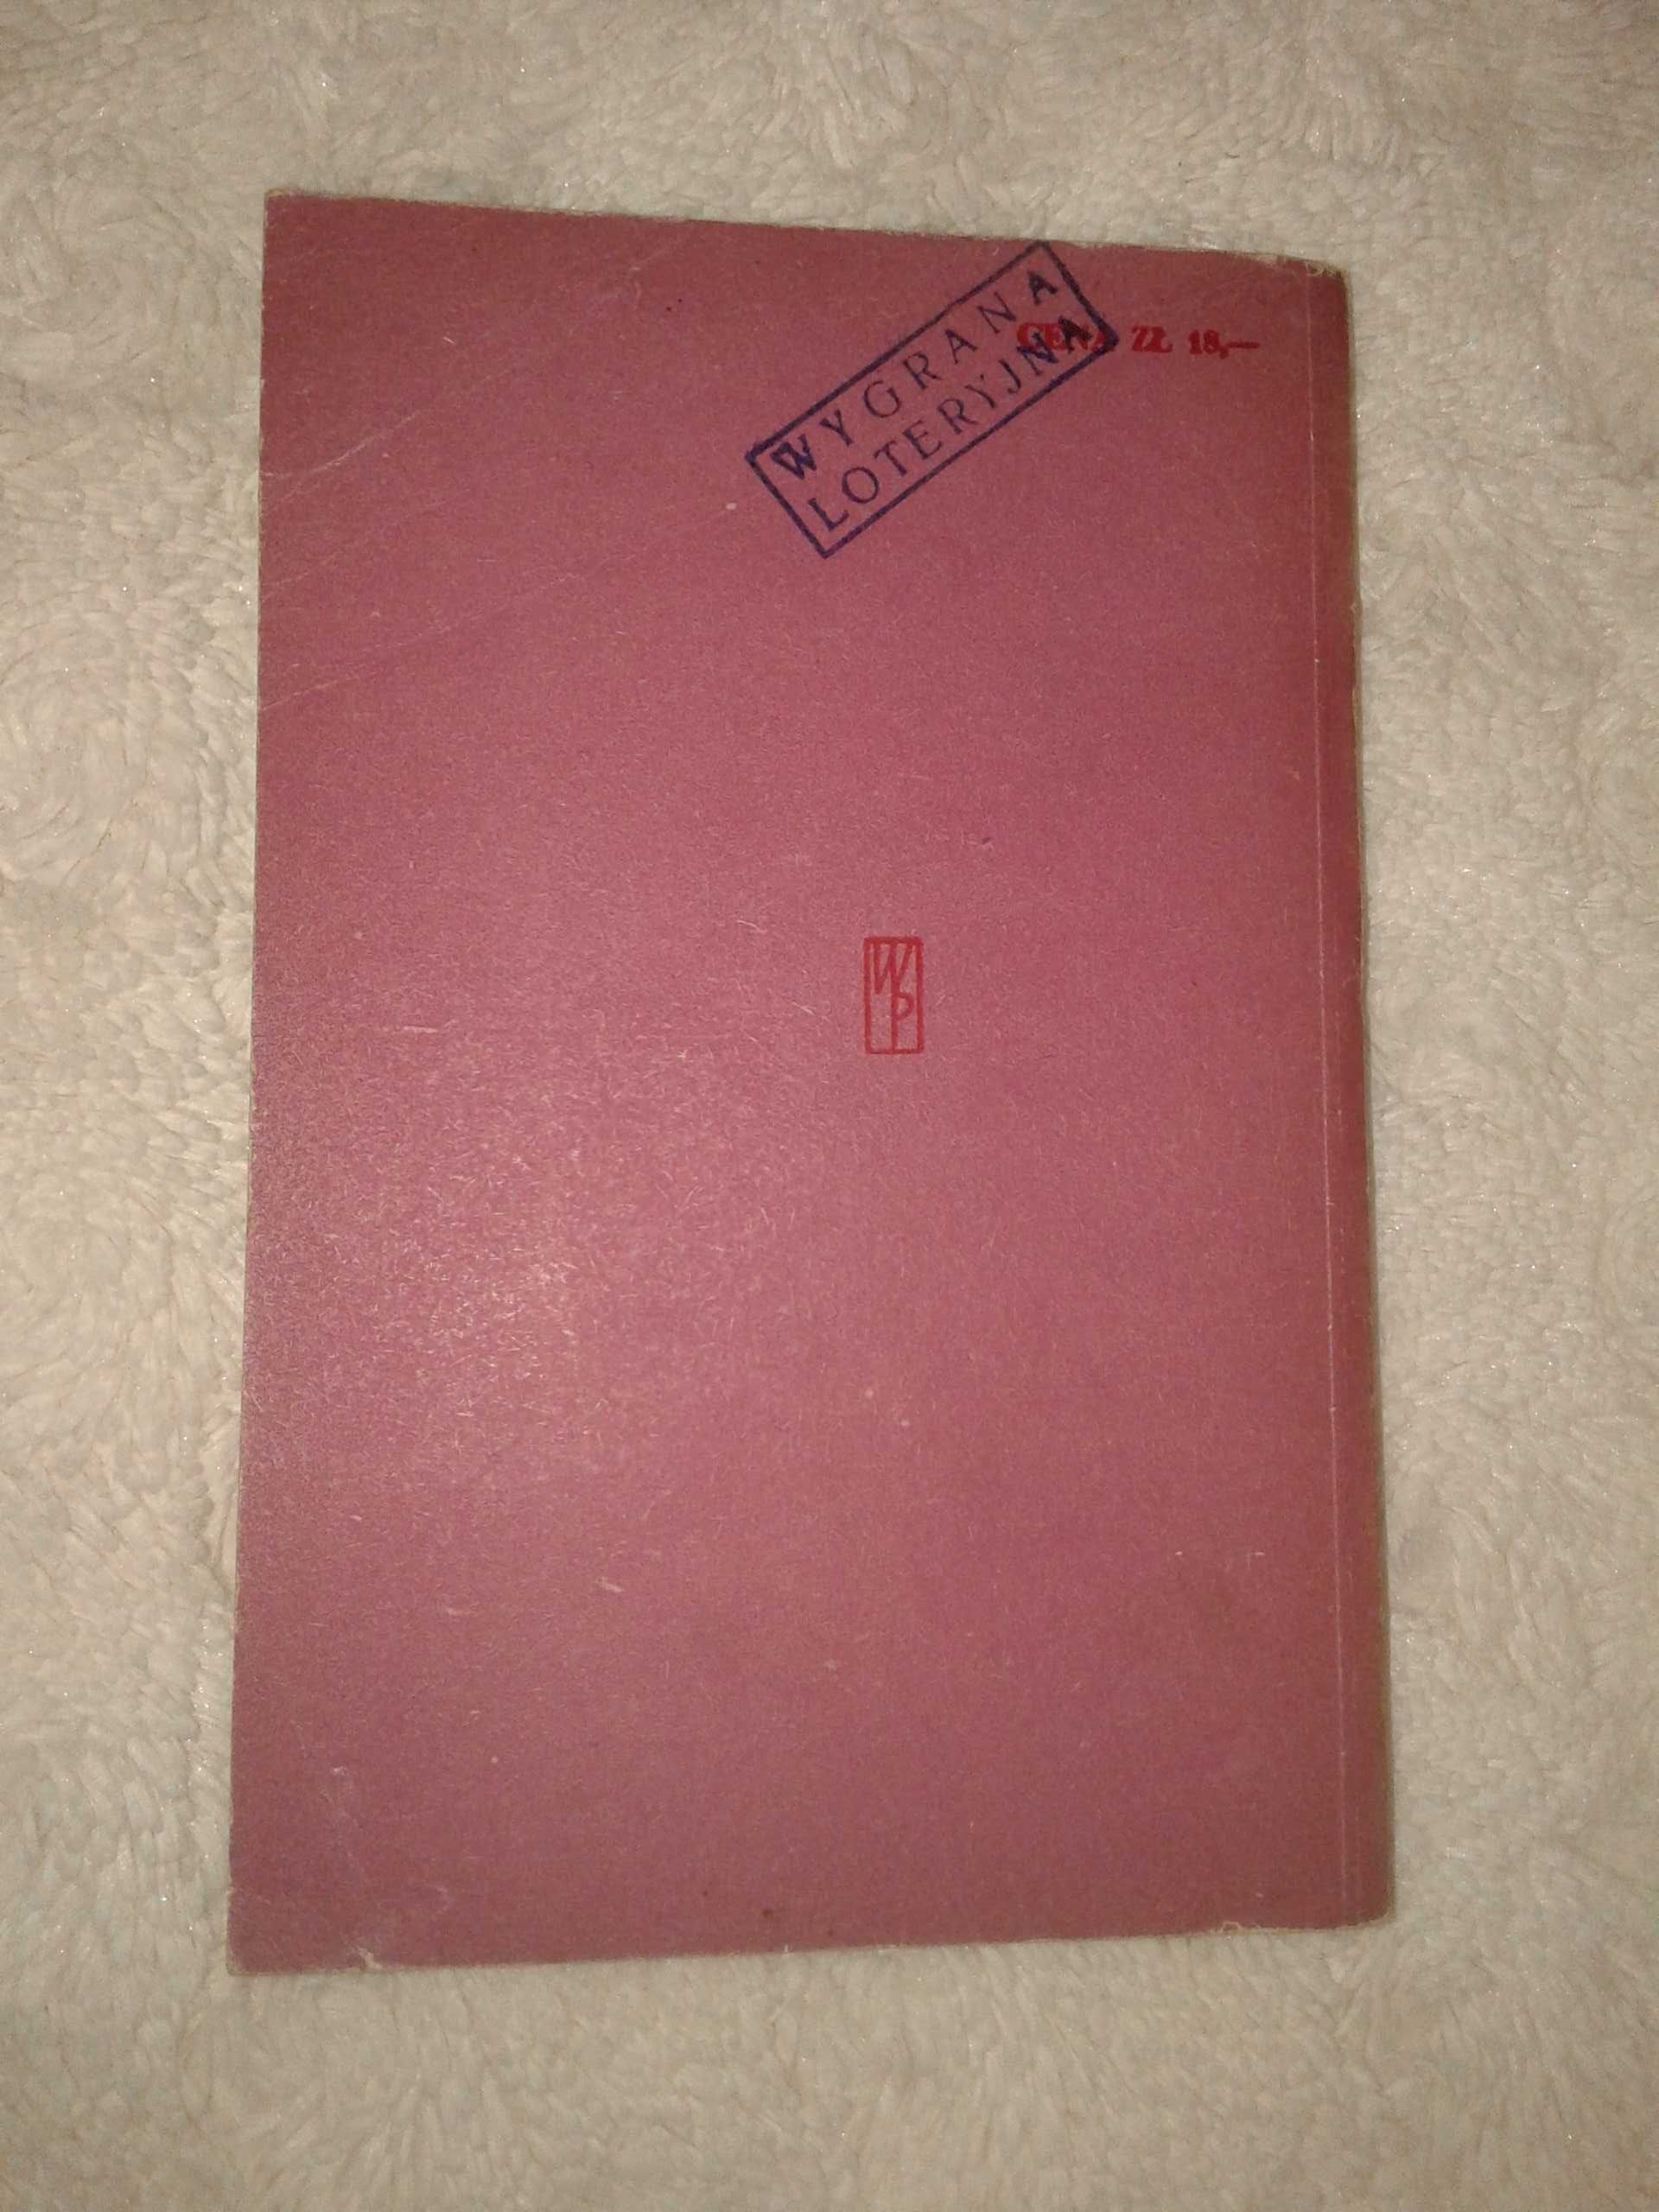 WYGRANA
LOTERYJNA
CENA ZŁ 18,—
WP